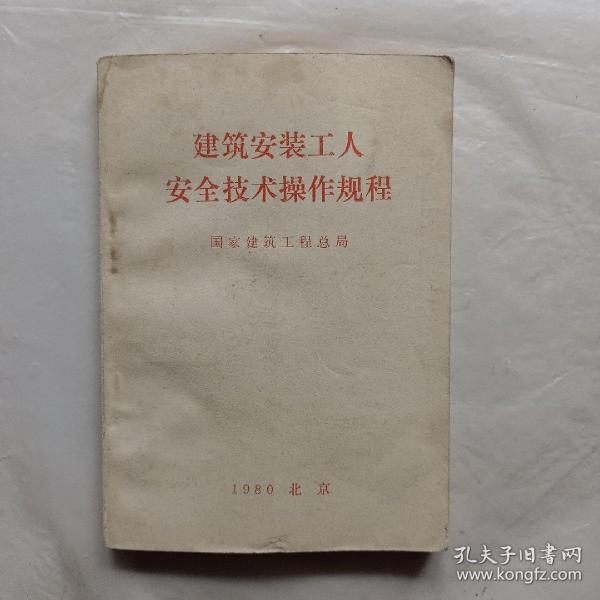 建筑安装工人
安全技术操作规程
国家建筑工程总局
1980 北京
孔夫子旧书网
www.kongfz.com